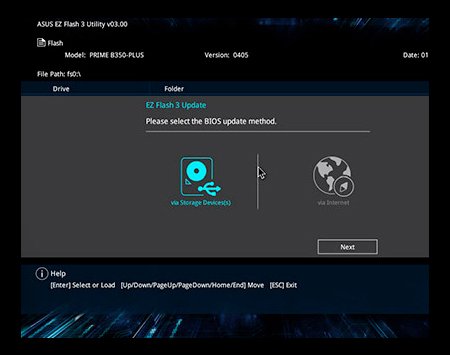 ASUS EZ Flash 3 Utility v03.00
Flash
Model: PRIME B350-PLUS Version: 0405 Date: 01
File Path: fs0:\
Drive Folder
EZ Flash 3 Update
Please select the BIOS update method.
via Storage Devices(s) via Internet
Next
Help
[Enter] Select or Load [Up/Down/PageUp/PageDown/Home/End] Move [ESC] Exit